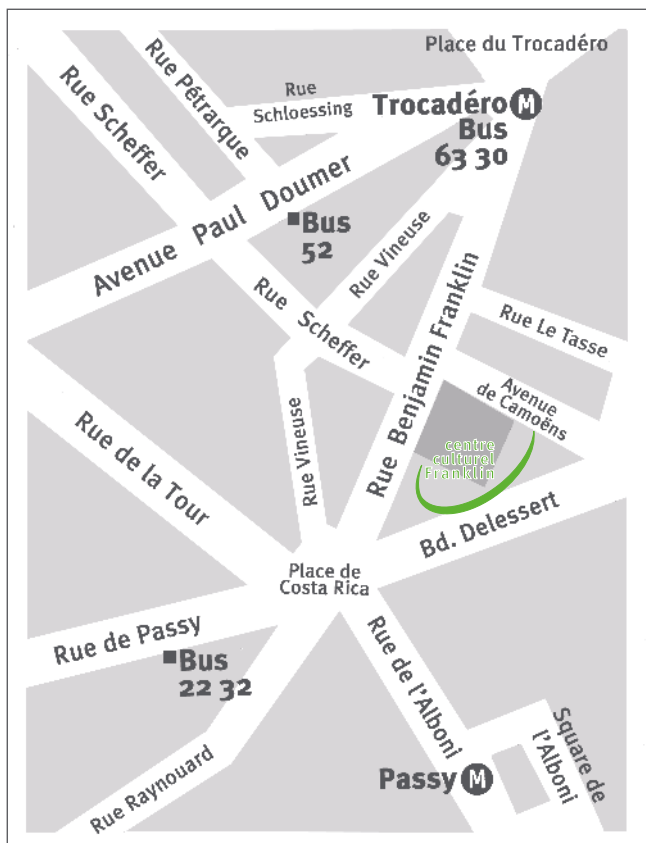 Place du Trocadéro
Rue Pétrarque
Rue Scheffer
Rue
Schloessing
Trocadéro M
Bus
63 30
Avenue Paul Doumer
Bus
52
Rue Vineuse
Rue Scheffer
Rue Benjamin Franklin
Rue Le Tasse
Avenue
de Camoëns
Rue Vineuse
Rue de la Tour
centre
culturel
Franklin
Bd. Delessert
Place de
Costa Rica
Rue de Passy
Bus
22 32
Rue de l'Alboni
Rue Raynouard
Passy M
Square de
l'Alboni